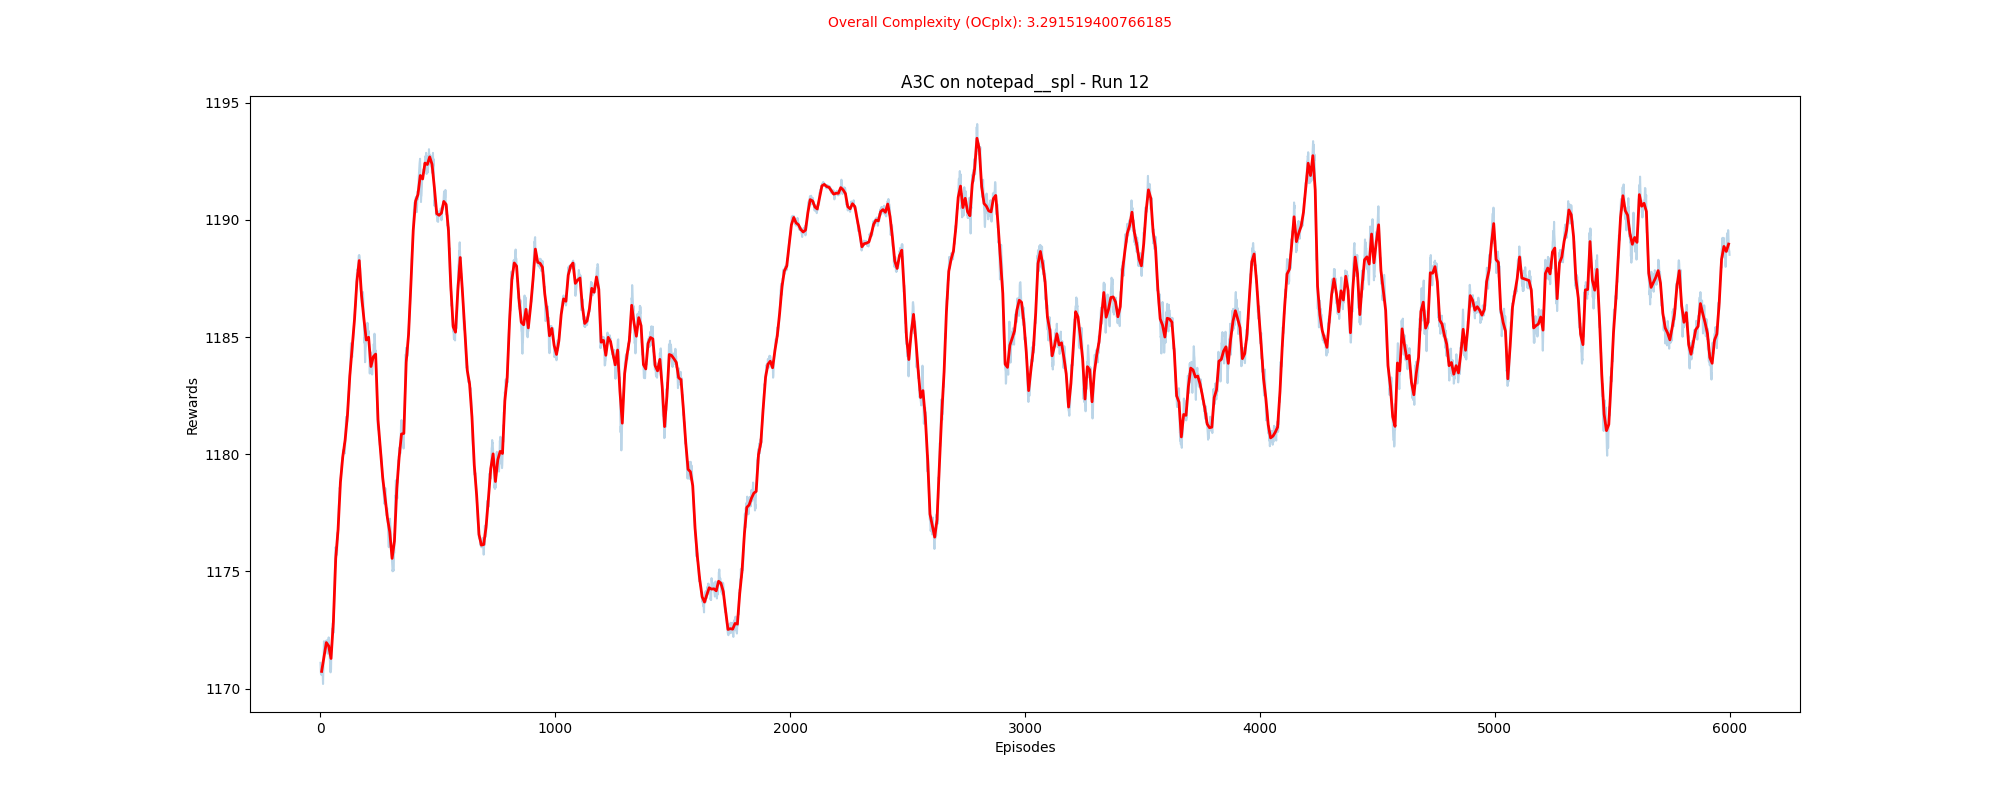 Overall Complexity (OCplx): 3.291519400766185
A3C on notepad__spl - Run 12
1195
1190
1185
1180
1175
1170
Rewards
0 1000 2000 3000 4000 5000 6000
Episodes